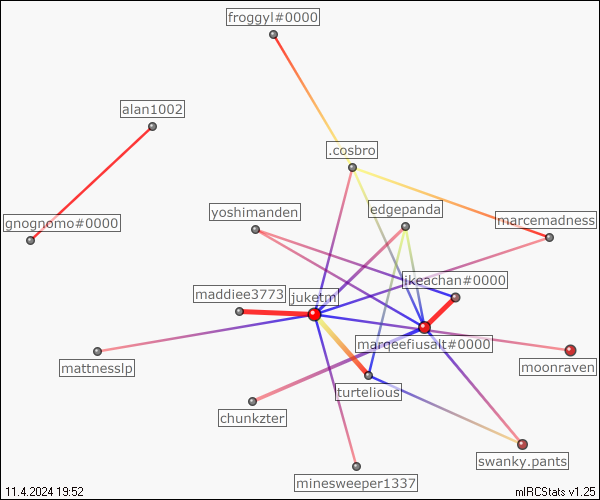 froggyl#0000
alan1002
.cosbro
yoshimanden
edgepanda
gnognomo#0000
marcemadness
ikeachan#0000
maddiee3773
juketm
marqeefiusalt#0000
mattnesslp
moonraven
turtelious
chunkzter
swanky.pants
minesweeper1337
11.4.2024 19:52
mIRCStats v1.25